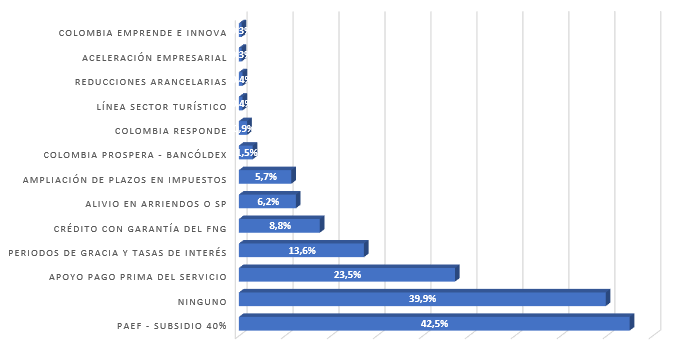 COLOMBIA EMPRENDE E INNOVA
ACELERACIÓN EMPRESARIAL
REDUCCIONES ARANCELARIAS
LÍNEA SECTOR TURÍSTICO
COLOMBIA RESPONDE
COLOMBIA PROSPERA - BANCÓLDEX
AMPLIACIÓN DE PLAZOS EN IMPUESTOS 5,7%
ALIVIO EN ARRIENDOS O SP 6,2%
CRÉDITO CON GARANTÍA DEL FNG 8,8%
PERIODOS DE GRACIA Y TASAS DE INTERÉS 13,6%
APOYO PAGO PRIMA DEL SERVICIO 23,5%
NINGUNO 39,9%
PAEF - SUBSIDIO 40% 42,5%